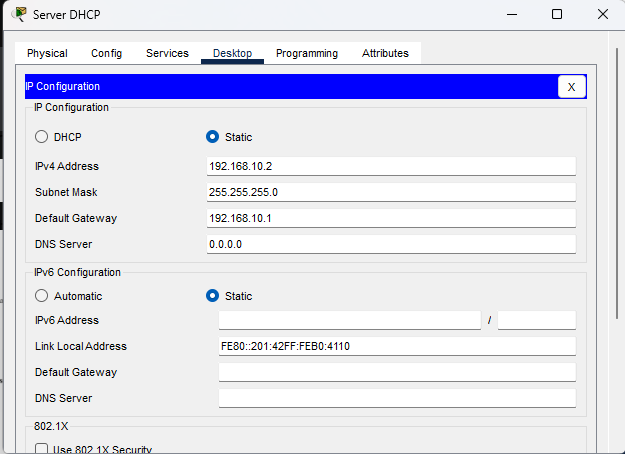 Server DHCP
Physical Config Services Desktop Programming Attributes
IP Configuration X
IP Configuration
DHCP Static
IPv4 Address 192.168.10.2
Subnet Mask 255.255.255.0
Default Gateway 192.168.10.1
DNS Server 0.0.0.0
IPv6 Configuration
Automatic Static
IPv6 Address /
Link Local Address FE80::201:42FF:FEB0:4110
Default Gateway
DNS Server
802.1X
Use 802.1X Security